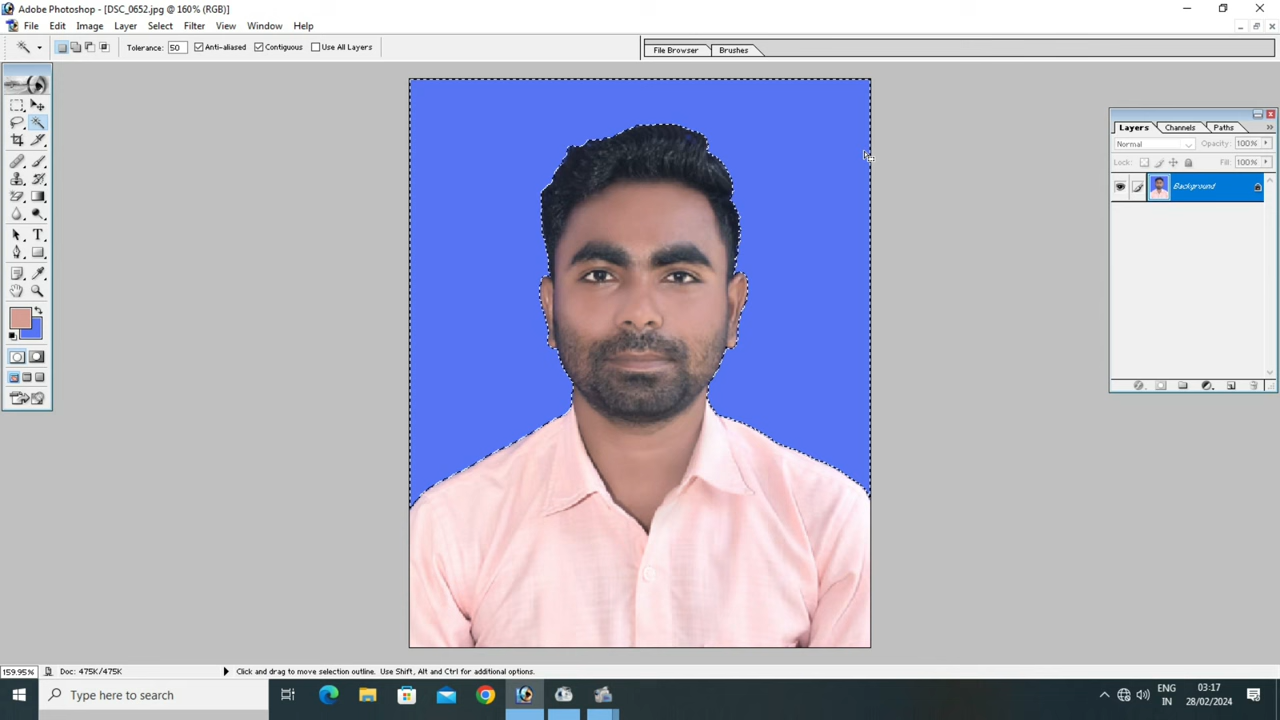 Adobe Photoshop - [DSC_0652.jpg @ 160% (RGB)]
File Edit Image Layer Select Filter View Window Help
Tolerance: 50 Anti-aliased Contiguous Use All Layers
File Browser Brushes
Layers Channels Paths
Normal Opacity: 100%
Lock: Fill: 100%
Background
159.95% Doc: 475K/475K Click and drag to move selection outline. Use Shift, Alt and Ctrl for additional options.
Type here to search
ENG
IN
03:17
28/02/2024